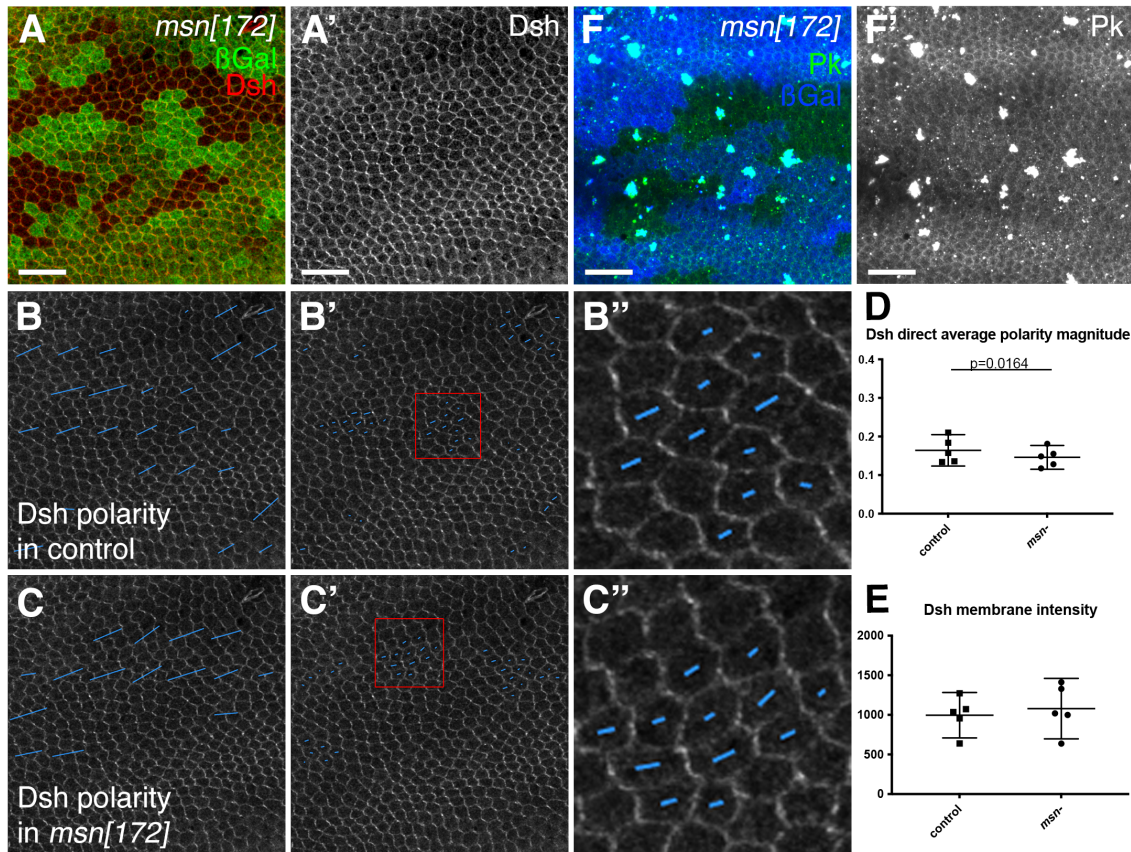 A
msn[172]
ßGal
Dsh
A'
Dsh
F
msn[172]
Pk
ßGal
F'
Pk
B
Dsh polarity
in control
B'
B''
D
Dsh direct average polarity magnitude
p=0.0164
0.4
0.3
0.2
0.1
0.0
control
msn-
C
Dsh polarity
in msn[172]
C'
C''
E
Dsh membrane intensity
2000
1500
1000
500
0
control
msn-